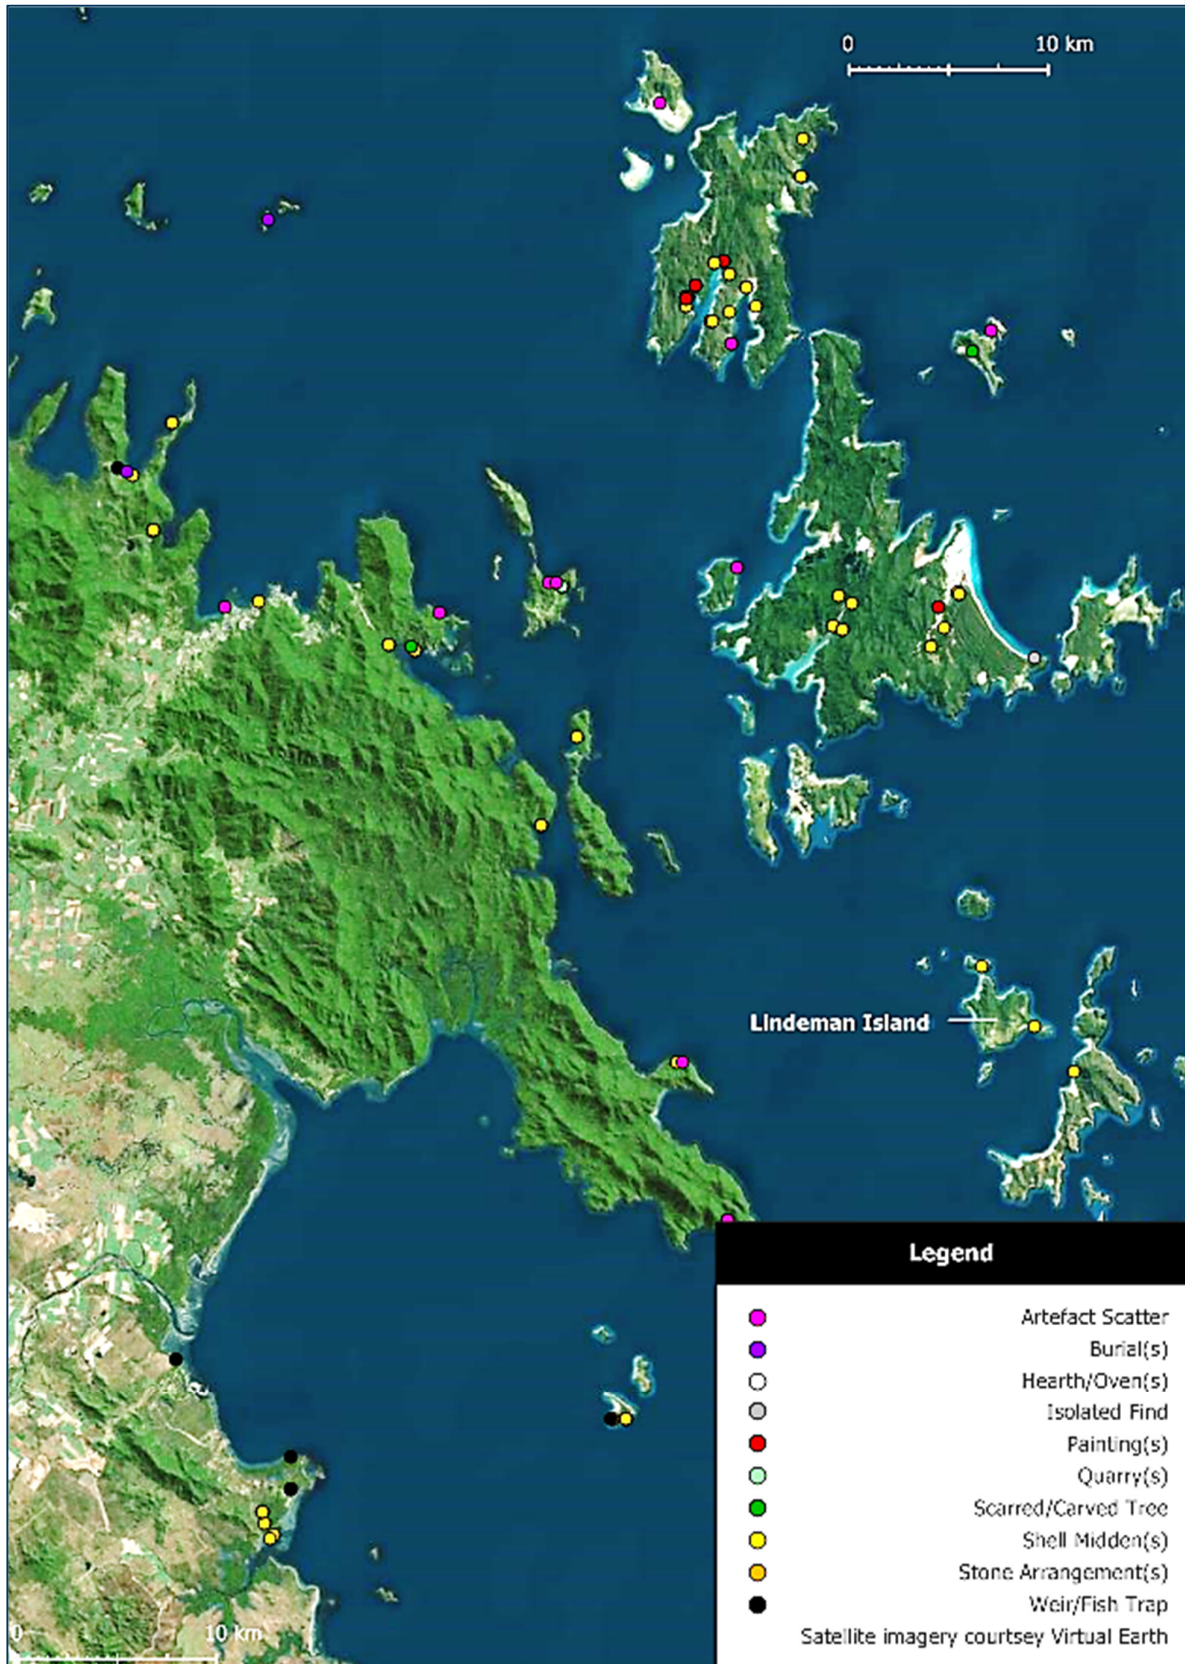 0 10 km
Lindeman Island
Legend
Artefact Scatter
Burial(s)
Hearth/Oven(s)
Isolated Find
Painting(s)
Quarry(s)
Scarred/Carved Tree
Shell Midden(s)
Stone Arrangement(s)
Weir/Fish Trap
Satellite imagery courtsey Virtual Earth
0 10 km